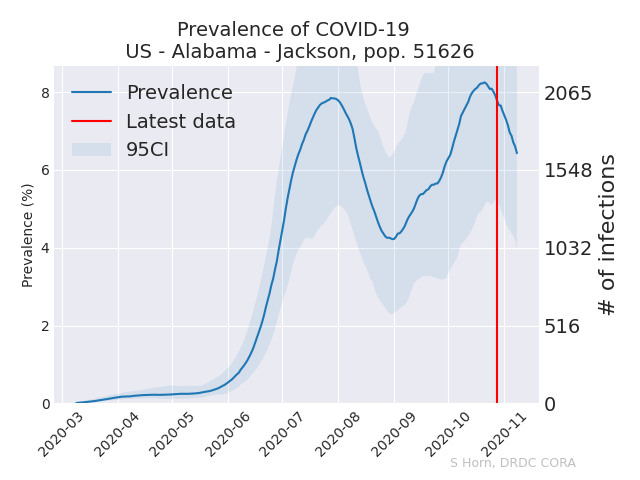 Prevalence of COVID-19
US - Alabama - Jackson, pop. 51626
Prevalence
Latest data
95CI
Prevalence (%)
8
6
4
2
0
2065
1548
1032
516
0
# of infections
2020-03
2020-04
2020-05
2020-06
2020-07
2020-08
2020-09
2020-10
2020-11
S Horn, DRDC CORA